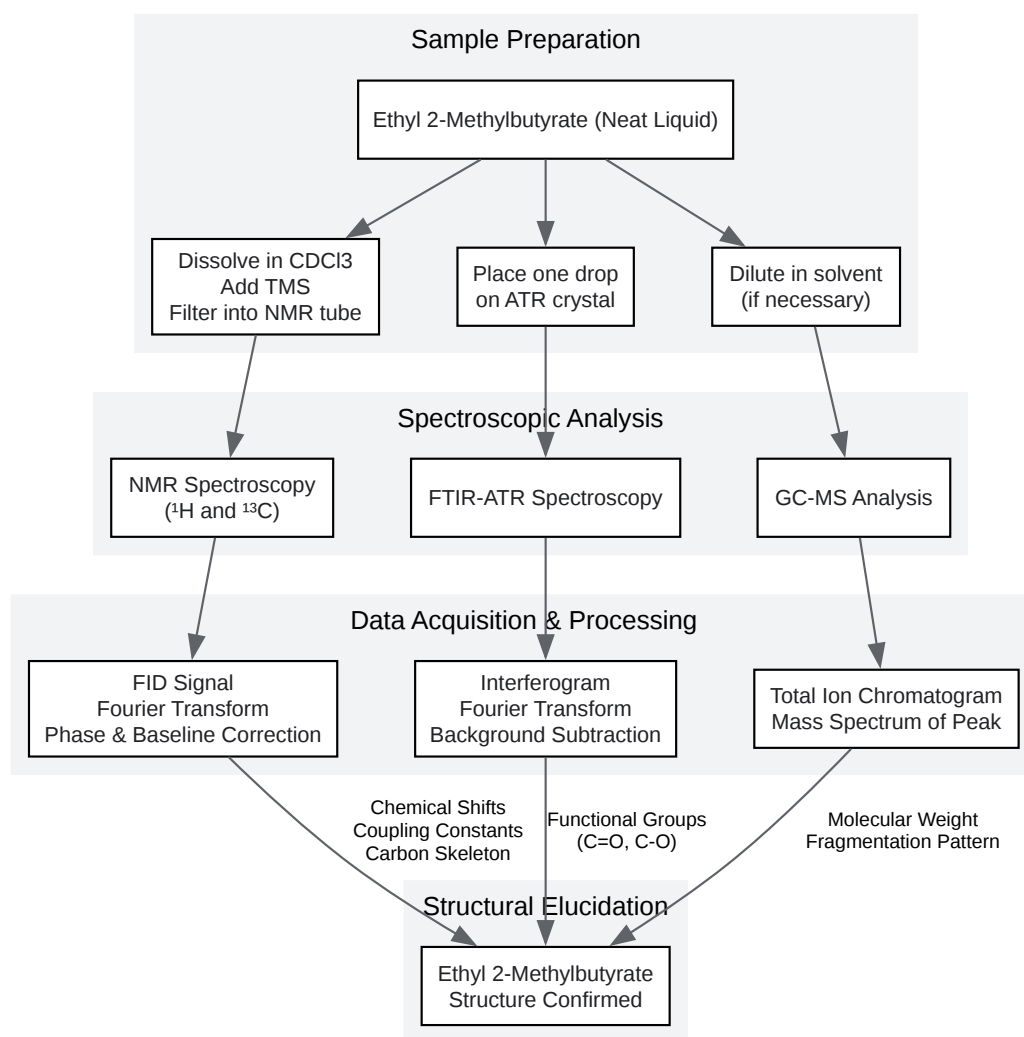 Sample Preparation
Ethyl 2-Methylbutyrate (Neat Liquid)
Dissolve in CDCl3
Add TMS
Filter into NMR tube
Place one drop
on ATR crystal
Dilute in solvent
(if necessary)
Spectroscopic Analysis
NMR Spectroscopy
(¹H and ¹³C)
FTIR-ATR Spectroscopy
GC-MS Analysis
Data Acquisition & Processing
FID Signal
Fourier Transform
Phase & Baseline Correction
Interferogram
Fourier Transform
Background Subtraction
Total Ion Chromatogram
Mass Spectrum of Peak
Chemical Shifts
Coupling Constants
Carbon Skeleton
Functional Groups
(C=O, C-O)
Molecular Weight
Fragmentation Pattern
Structural Elucidation
Ethyl 2-Methylbutyrate
Structure Confirmed